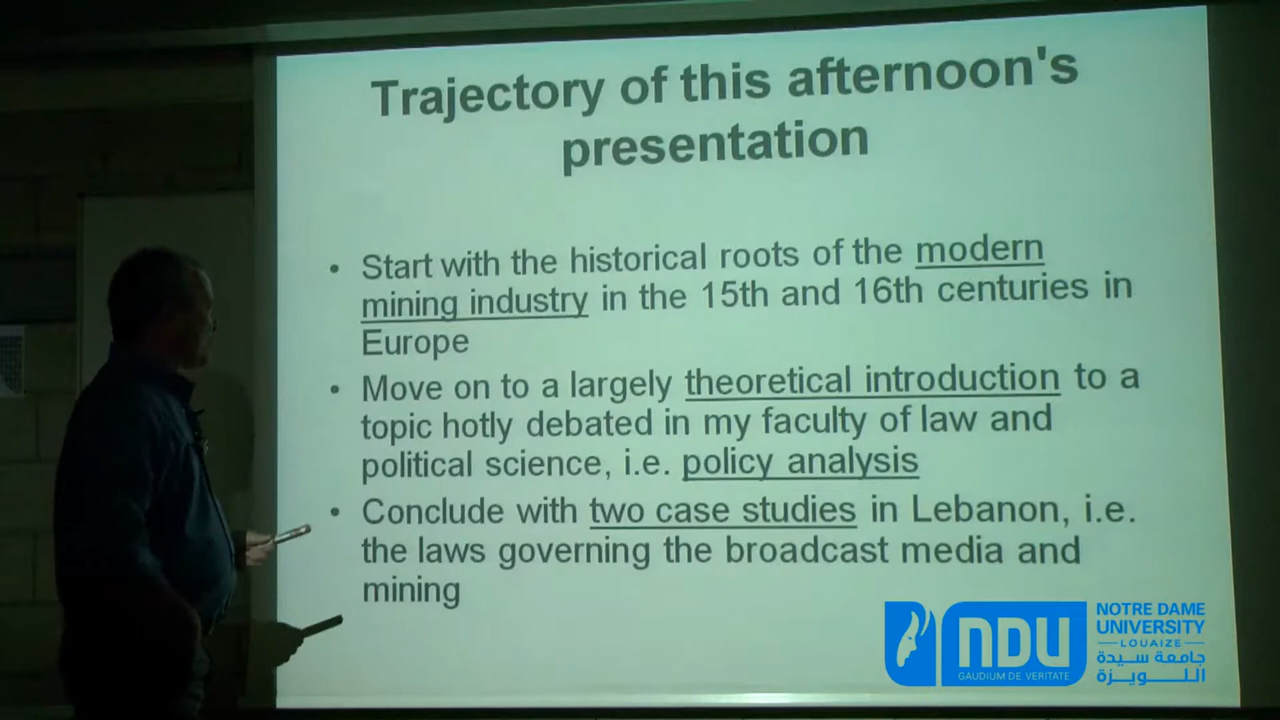 Trajectory of this afternoon's
presentation
• Start with the historical roots of the modern
mining industry in the 15th and 16th centuries in
Europe
• Move on to a largely theoretical introduction to a
topic hotly debated in my faculty of law and
political science, i.e. policy analysis
• Conclude with two case studies in Lebanon, i.e.
the laws governing the broadcast media and
mining
NDU
GAUDIUM DE VERITATE
NOTRE DAME
UNIVERSITY
LOUAIZE
جامعة سيدة
اللويزة